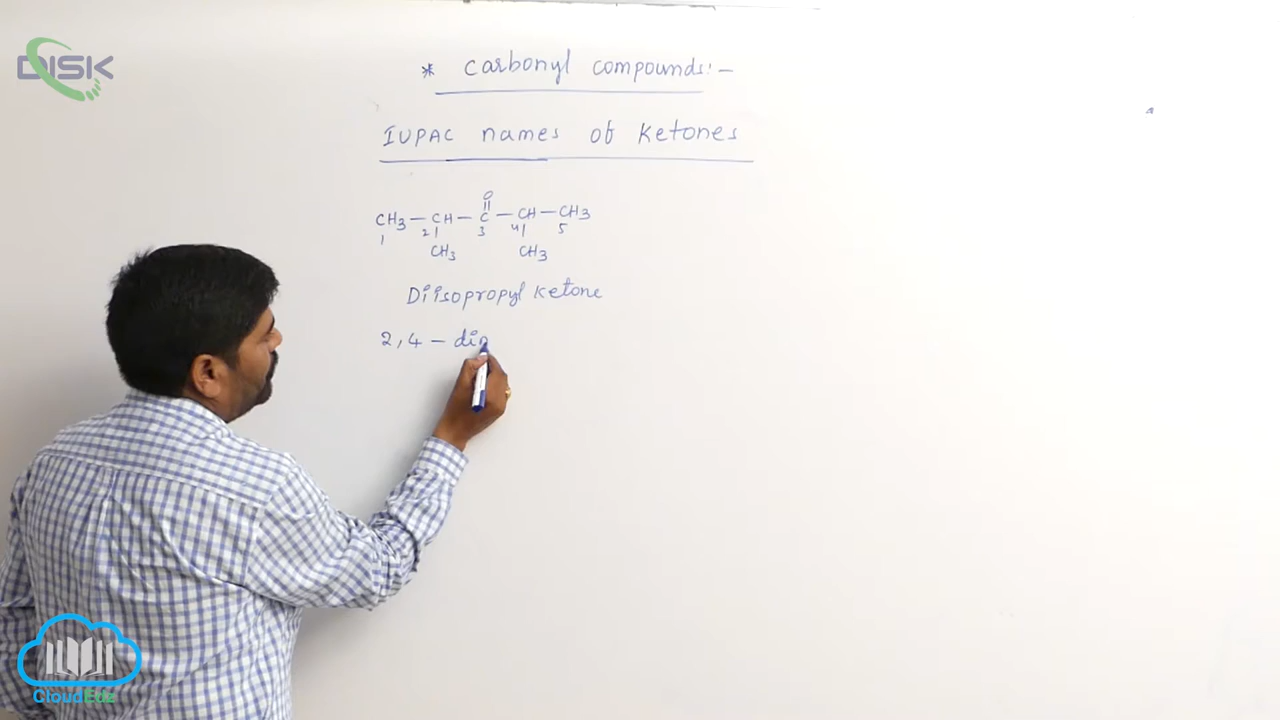 DISK
* Carbonyl compounds:-
IUPAC names of Ketones
O
CH3 — CH — C — CH — CH3
1 2 3 4 5
CH3 CH3
Diisopropyl Ketone
2,4 - di
CloudEdz